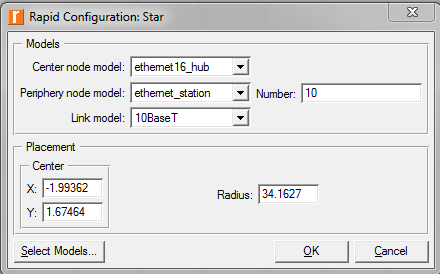 Rapid Configuration: Star
Models
Center node model: ethernet16_hub
Periphery node model: ethernet_station Number: 10
Link model: 10BaseT
Placement
Center
X: -1.99362
Radius: 34.1627
Y: 1.67464
Select Models... OK Cancel